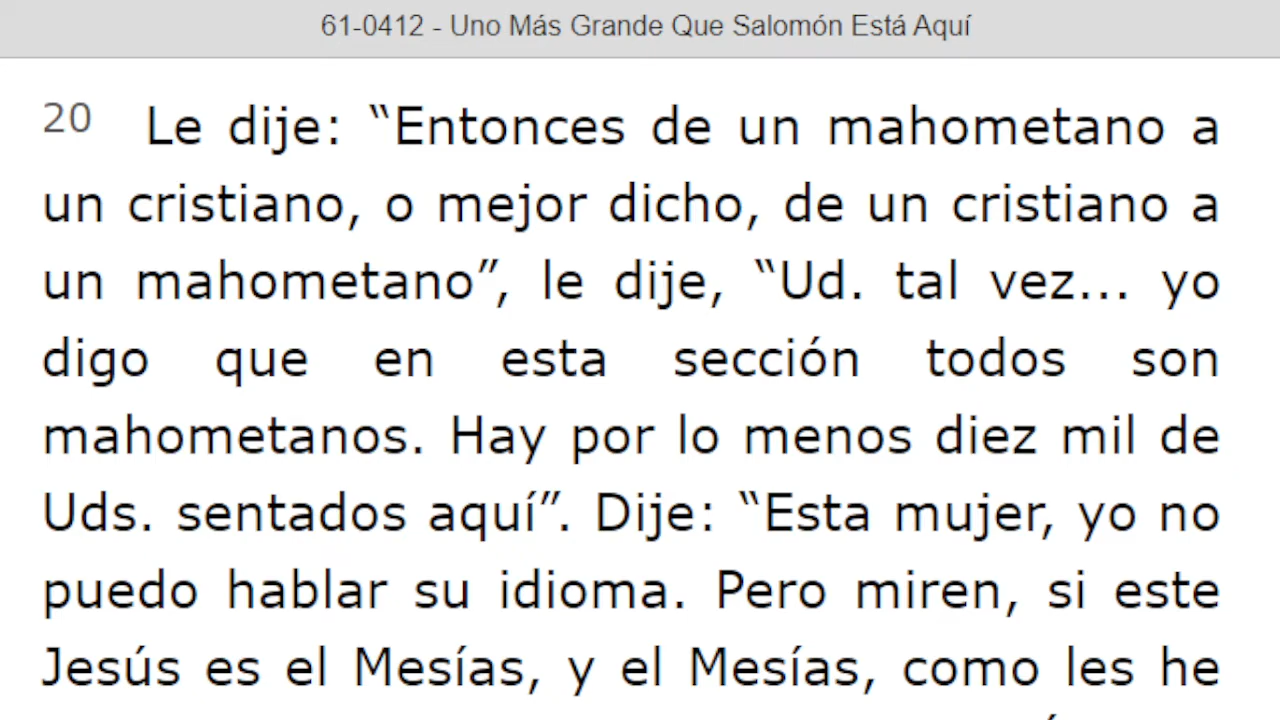 61-0412 - Uno Más Grande Que Salomón Está Aquí
20 Le dije: “Entonces de un mahometano a
un cristiano, o mejor dicho, de un cristiano a
un mahometano”, le dije, “Ud. tal vez... yo
digo que en esta sección todos son
mahometanos. Hay por lo menos diez mil de
Uds. sentados aquí”. Dije: “Esta mujer, yo no
puedo hablar su idioma. Pero miren, si este
Jesús es el Mesías, y el Mesías, como les he